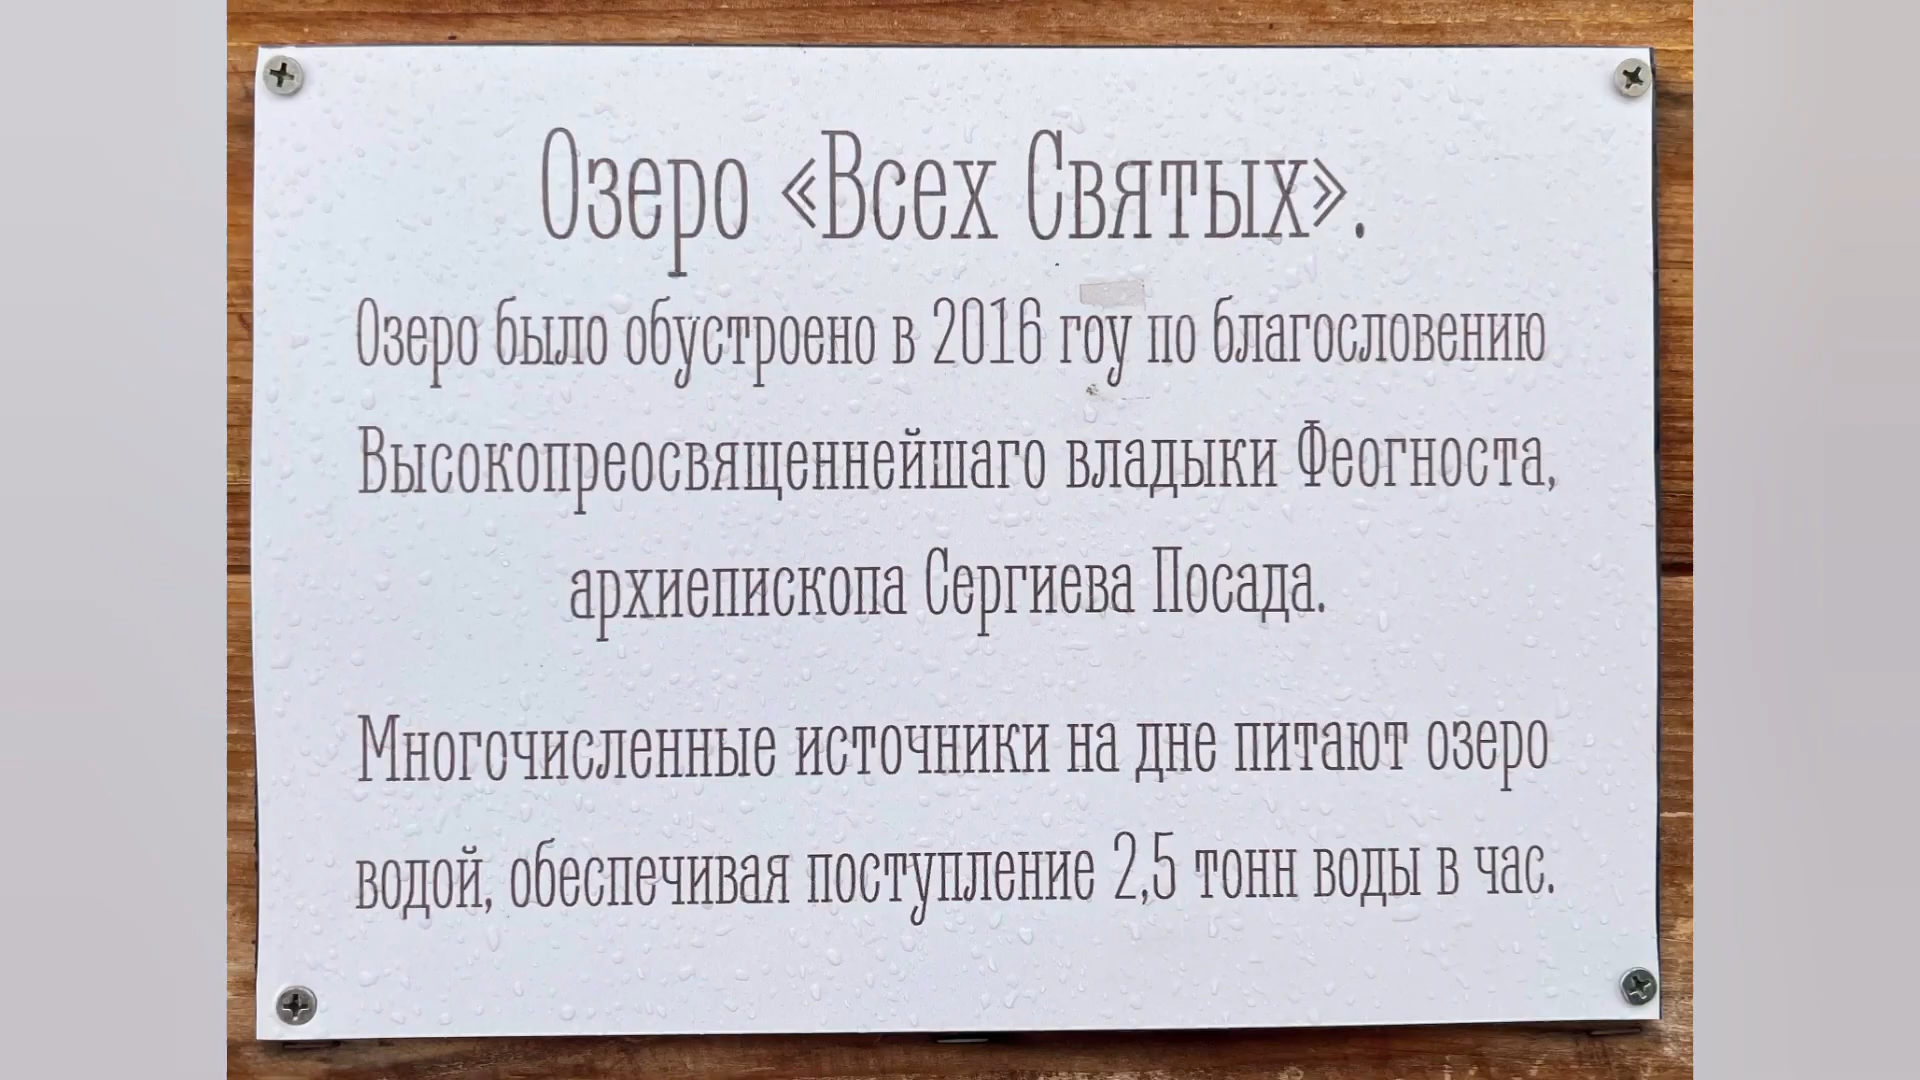 Озеро «Всех Святых».
Озеро было обустроено в 2016 гоу по благословению
Высокопреосвященнейшаго владыки Феогноста,
архиепископа Сергиева Посада.
Многочисленные источники на дне питают озеро
водой, обеспечивая поступление 2,5 тонн воды в час.